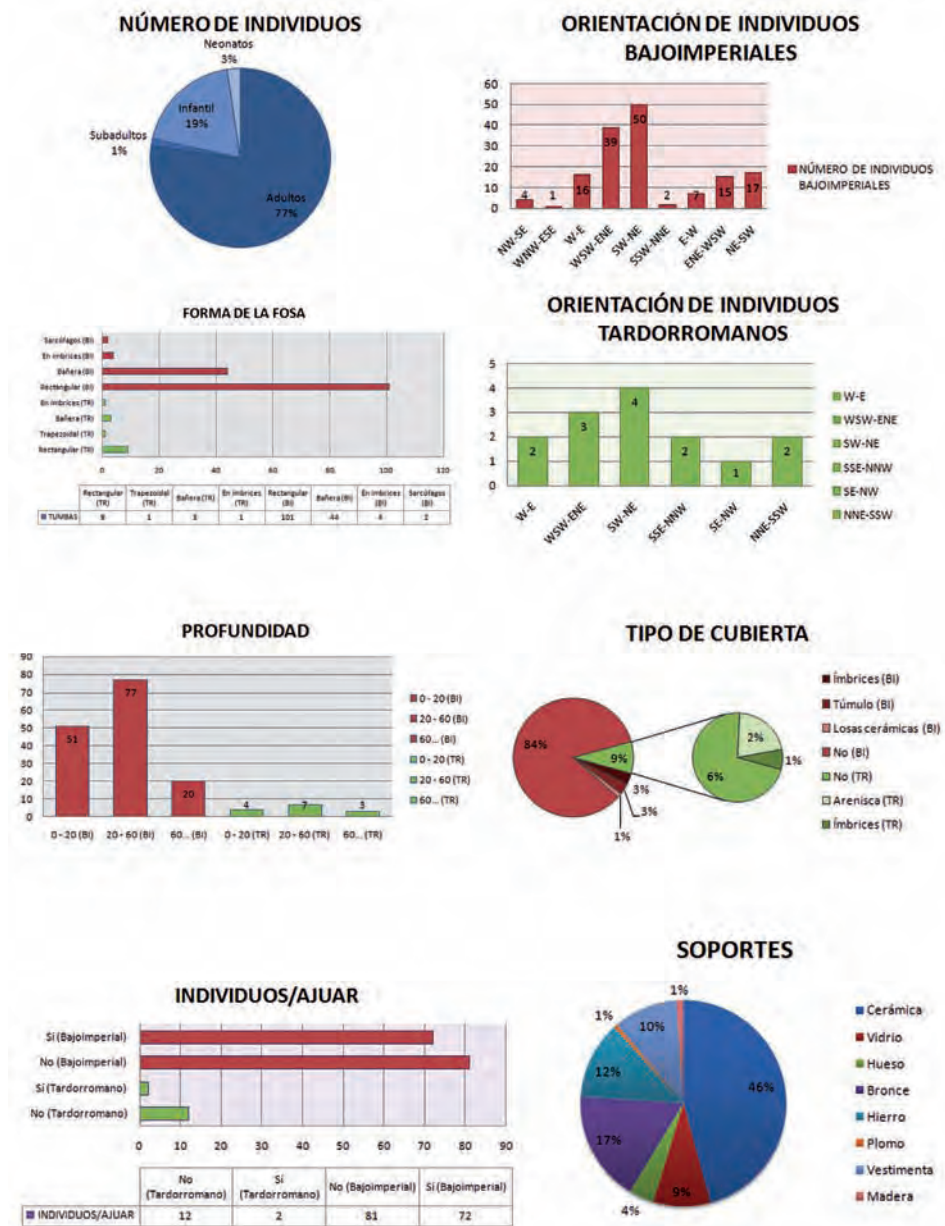 NÚMERO DE INDIVIDUOS
Neonatos
3%
Infantil
19%
Subadultos
1%
Adultos
77%
ORIENTACIÓN DE INDIVIDUOS
BAJOIMPERIALES
60
50
40
30
20
10
0
4
1
16
39
50
2
7
15
17
NW-SE
WNW-ESE
W-E
WSW-ENE
SW-NE
SSW-NNE
E-W
ENE-WSW
NE-SW
NÚMERO DE INDIVIDUOS
BAJOIMPERIALES
FORMA DE LA FOSA
Sarcófagos (BI)
En imbrices (BI)
Bañera (BI)
Rectangular (BI)
En imbrices (TR)
Bañera (TR)
Trapezoidal (TR)
Rectangular (TR)
0 20 40 60 80 100 120
Rectangular (TR) Trapezoidal (TR) Bañera (TR) En imbrices (TR) Rectangular (BI) Bañera (BI) En imbrices (BI) Sarcófagos (BI)
TUMBAS 9 1 3 1 101 44 4 2
ORIENTACIÓN DE INDIVIDUOS
TARDORROMANOS
5
4
3
2
1
0
2
3
4
2
1
2
W-E
WSW-ENE
SW-NE
SSE-NNW
SE-NW
NNE-SSW
W-E
WSW-ENE
SW-NE
SSE-NNW
SE-NW
NNE-SSW
PROFUNDIDAD
90
80
70
60
50
40
30
20
10
0
51
77
20
4
7
3
0 - 20 (BI) 20 - 60 (BI) 60... (BI) 0 - 20 (TR) 20 - 60 (TR) 60... (TR)
0 - 20 (BI)
20 - 60 (BI)
60... (BI)
0 - 20 (TR)
20 - 60 (TR)
60... (TR)
TIPO DE CUBIERTA
84%
9%
3%
3%
1%
2%
1%
6%
Ímbrices (BI)
Túmulo (BI)
Losas cerámicas (BI)
No (BI)
No (TR)
Arenisca (TR)
Ímbrices (TR)
INDIVIDUOS/AJUAR
Sí (Bajoimperial)
No (Bajoimperial)
Sí (Tardorromano)
No (Tardorromano)
0 10 20 30 40 50 60 70 80 90
No (Tardorromano) Sí (Tardorromano) No (Bajoimperial) Sí (Bajoimperial)
INDIVIDUOS/AJUAR 12 2 81 72
SOPORTES
1%
10%
1%
12%
17%
4%
9%
46%
Cerámica
Vidrio
Hueso
Bronce
Hierro
Plomo
Vestimenta
Madera